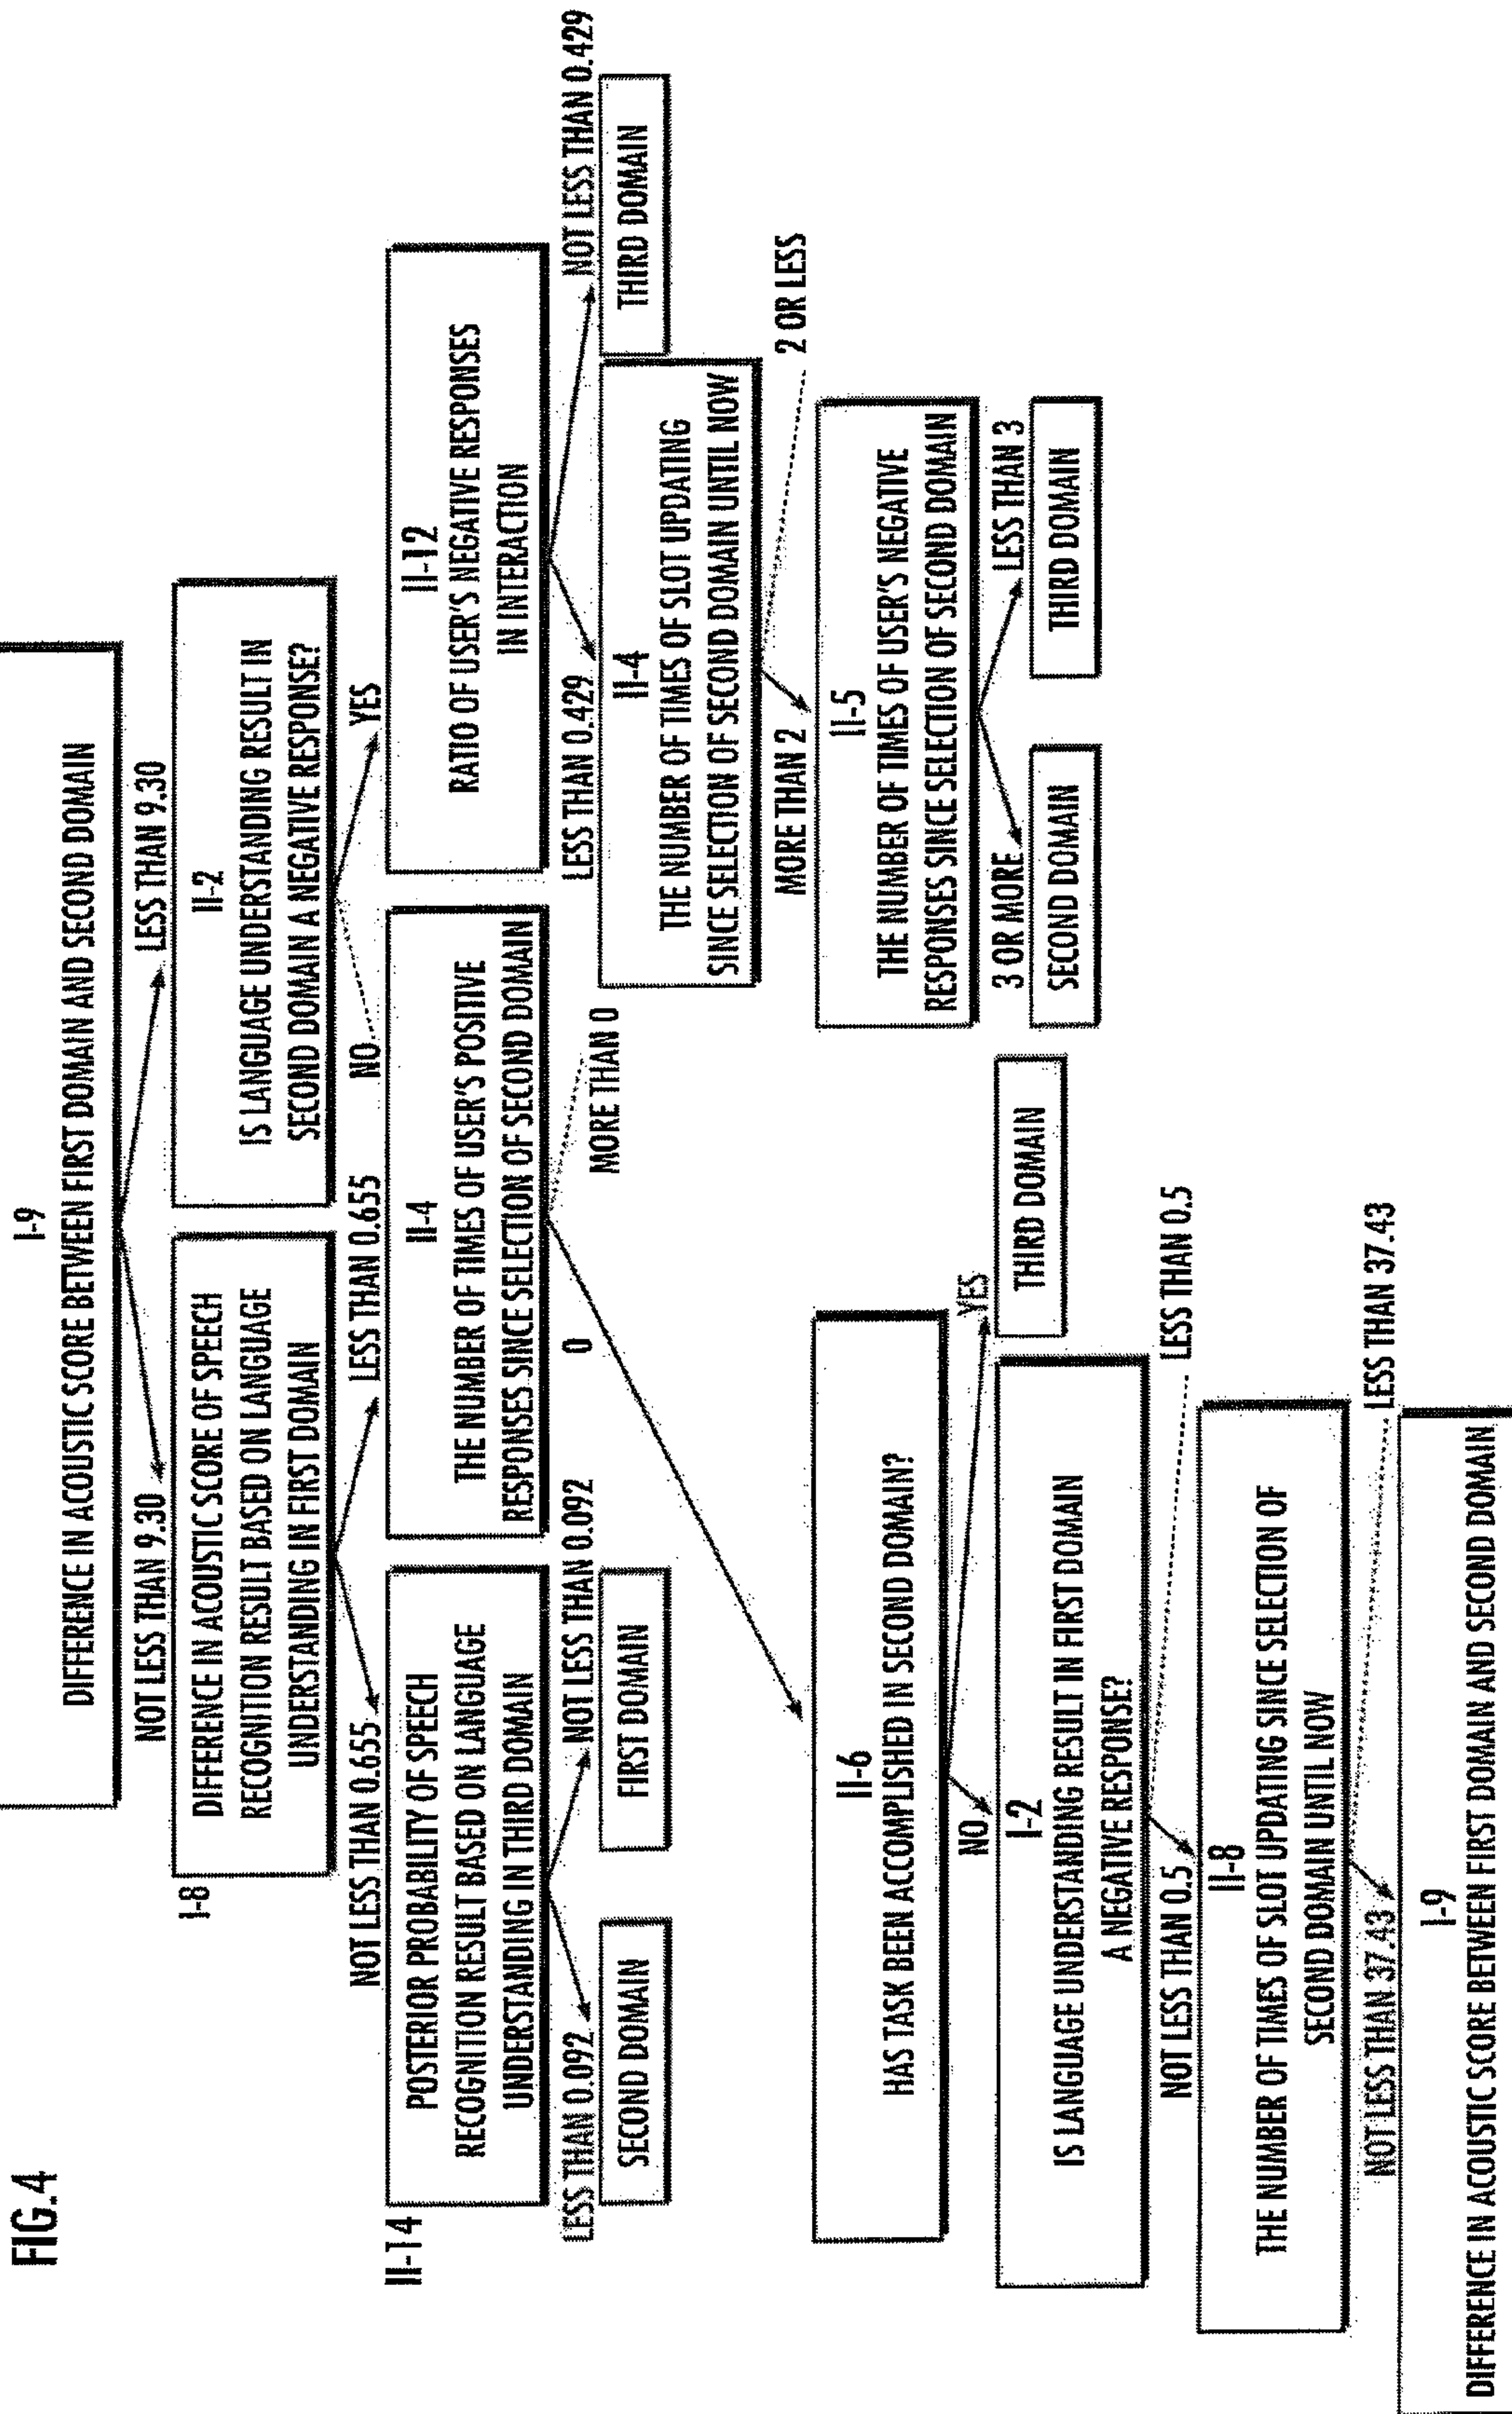 FIG.4
I-9
DIFFERENCE IN ACOUSTIC SCORE BETWEEN FIRST DOMAIN AND SECOND DOMAIN
NOT LESS THAN 9.30
LESS THAN 9.30
I-8
DIFFERENCE IN ACOUSTIC SCORE OF SPEECH
RECOGNITION RESULT BASED ON LANGUAGE
UNDERSTANDING IN FIRST DOMAIN
II-2
IS LANGUAGE UNDERSTANDING RESULT IN
SECOND DOMAIN A NEGATIVE RESPONSE?
NOT LESS THAN 0.655
LESS THAN 0.655
NO
YES
II-14
POSTERIOR PROBABILITY OF SPEECH
RECOGNITION RESULT BASED ON LANGUAGE
UNDERSTANDING IN THIRD DOMAIN
II-4
THE NUMBER OF TIMES OF USER'S POSITIVE
RESPONSES SINCE SELECTION OF SECOND DOMAIN
II-12
RATIO OF USER'S NEGATIVE RESPONSES
IN INTERACTION
LESS THAN 0.092
NOT LESS THAN 0.092
0
MORE THAN 0
LESS THAN 0.429
NOT LESS THAN 0.429
SECOND DOMAIN
FIRST DOMAIN
II-4
THE NUMBER OF TIMES OF SLOT UPDATING
SINCE SELECTION OF SECOND DOMAIN UNTIL NOW
THIRD DOMAIN
MORE THAN 2
2 OR LESS
II-5
THE NUMBER OF TIMES OF USER'S NEGATIVE
RESPONSES SINCE SELECTION OF SECOND DOMAIN
3 OR MORE
LESS THAN 3
SECOND DOMAIN
THIRD DOMAIN
II-6
HAS TASK BEEN ACCOMPLISHED IN SECOND DOMAIN?
NO
YES
I-2
IS LANGUAGE UNDERSTANDING RESULT IN FIRST DOMAIN
A NEGATIVE RESPONSE?
THIRD DOMAIN
NOT LESS THAN 0.5
LESS THAN 0.5
II-8
THE NUMBER OF TIMES OF SLOT UPDATING SINCE SELECTION OF
SECOND DOMAIN UNTIL NOW
NOT LESS THAN 37.43
LESS THAN 37.43
I-9
DIFFERENCE IN ACOUSTIC SCORE BETWEEN FIRST DOMAIN AND SECOND DOMAIN